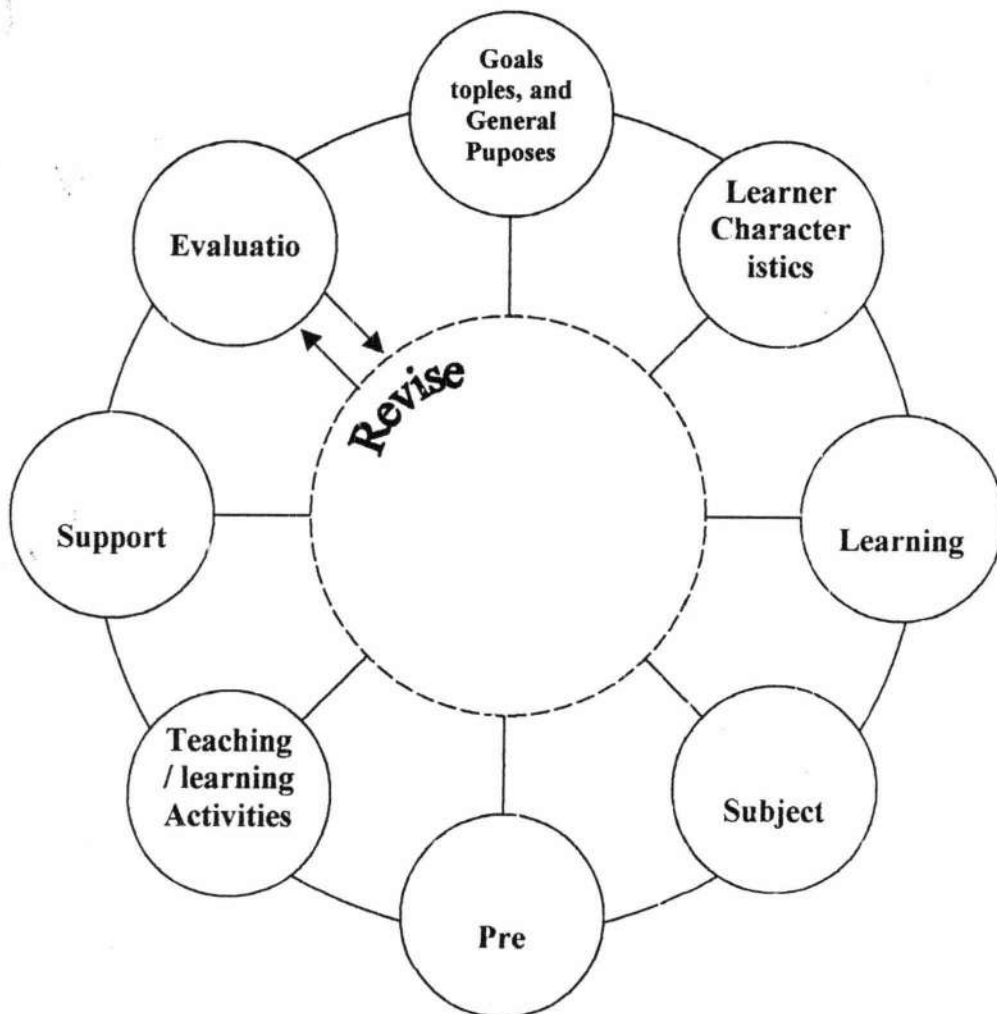 Goals
toples, and
General
Puposes
Learner
Character
istics
Evaluatio
Revise
Support
Learning
Teaching
/ learning
Activities
Subject
Pre